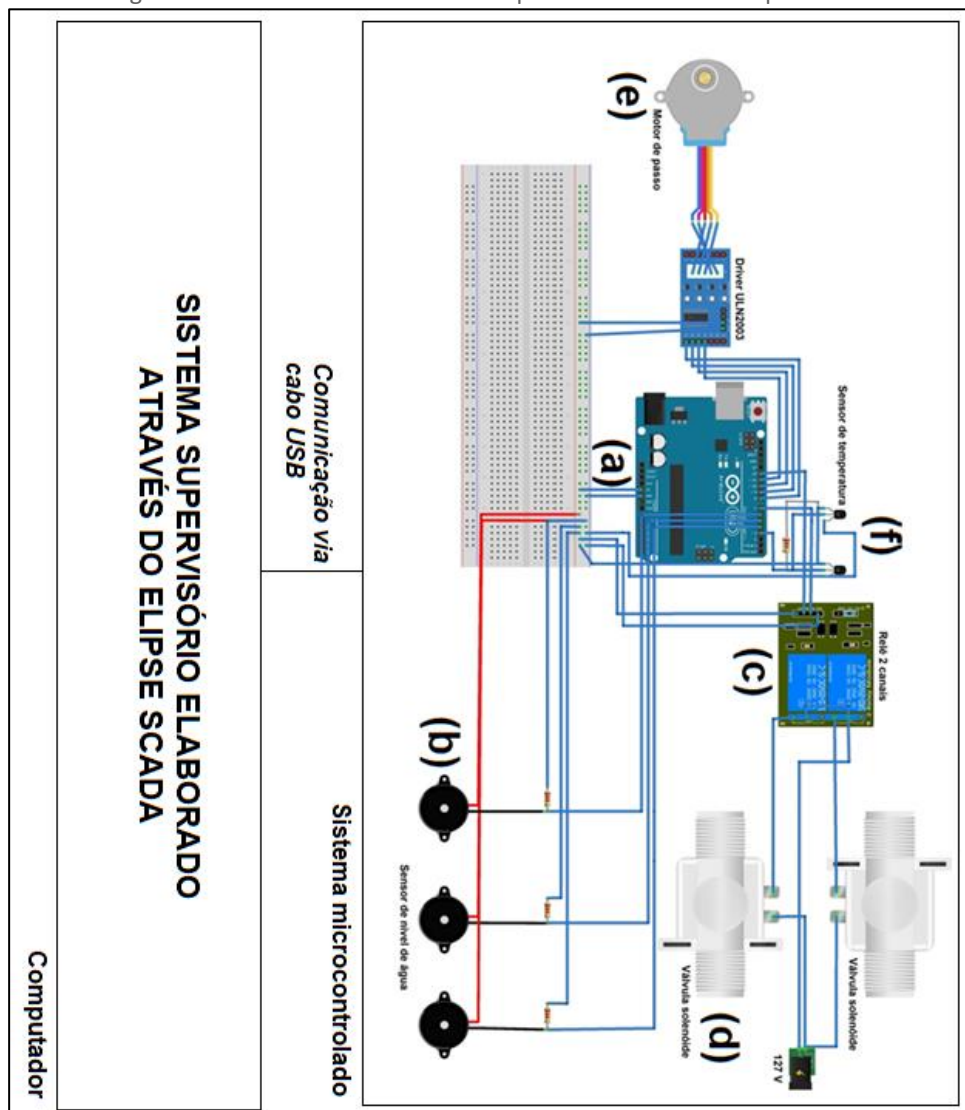 (e)
Motor de passo
Driver ULN2003
(a)
Sensor de temperatura
(f)
Relé 2 canais
(c)
(b)
Sensor de nível de água
Válvula solenóide
(d)
Válvula solenóide
127 V
Comunicação via
cabo USB
Sistema microcontrolado
SISTEMA SUPERVISÓRIO ELABORADO
ATRAVÉS DO ELIPSE SCADA
Computador